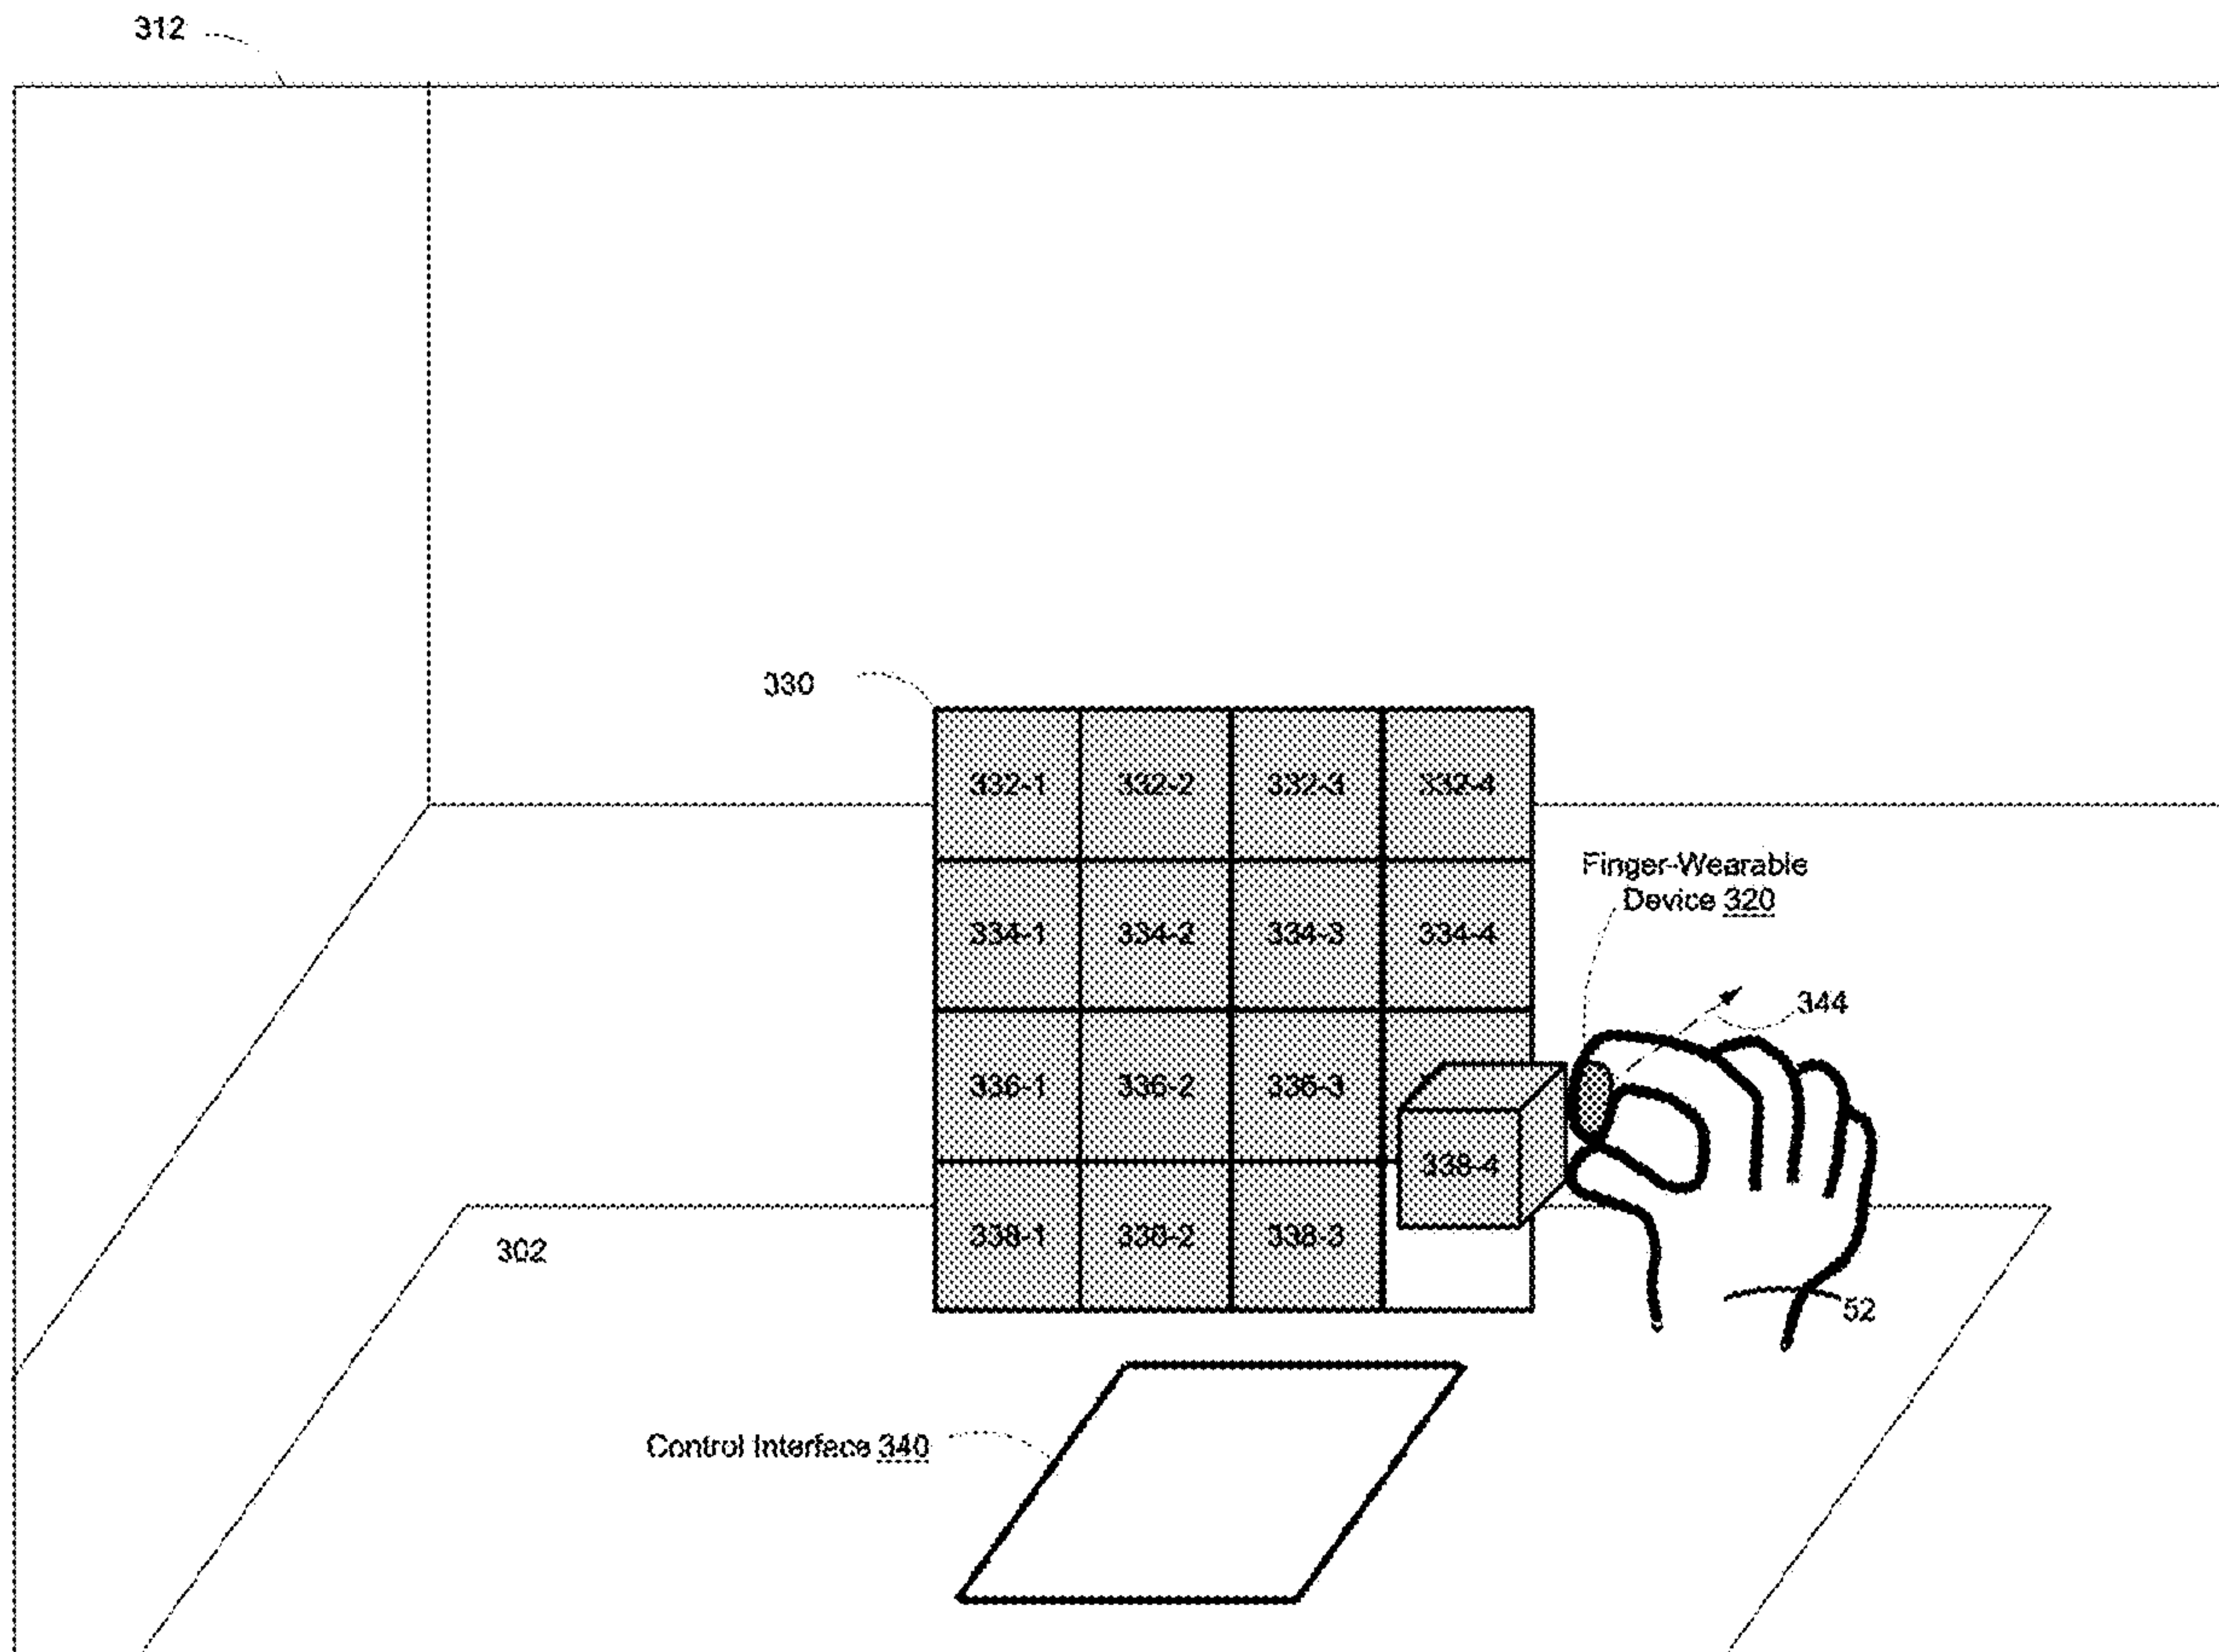 312
330
332-1 332-2 332-3 332-4
Finger-Wearable
Device 320
334-1 334-2 334-3 334-4
344
336-1 336-2 336-3
338-4
338-1 338-2 338-3
302
52
Control Interface 340